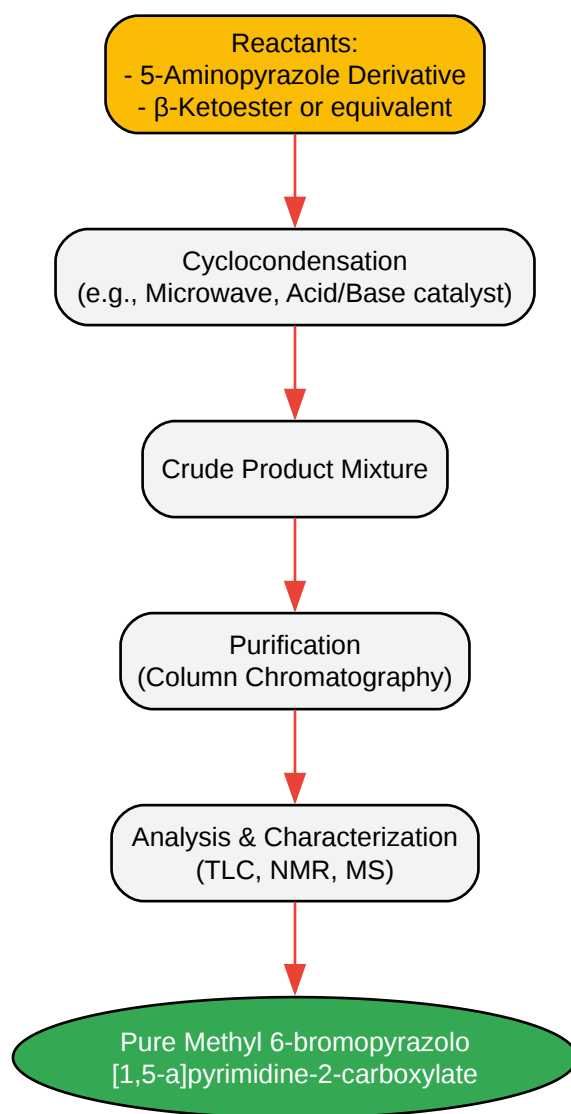 Reactants:
- 5-Aminopyrazole Derivative
- β-Ketoester or equivalent
Cyclocondensation
(e.g., Microwave, Acid/Base catalyst)
Crude Product Mixture
Purification
(Column Chromatography)
Analysis & Characterization
(TLC, NMR, MS)
Pure Methyl 6-bromopyrazolo
[1,5-a]pyrimidine-2-carboxylate